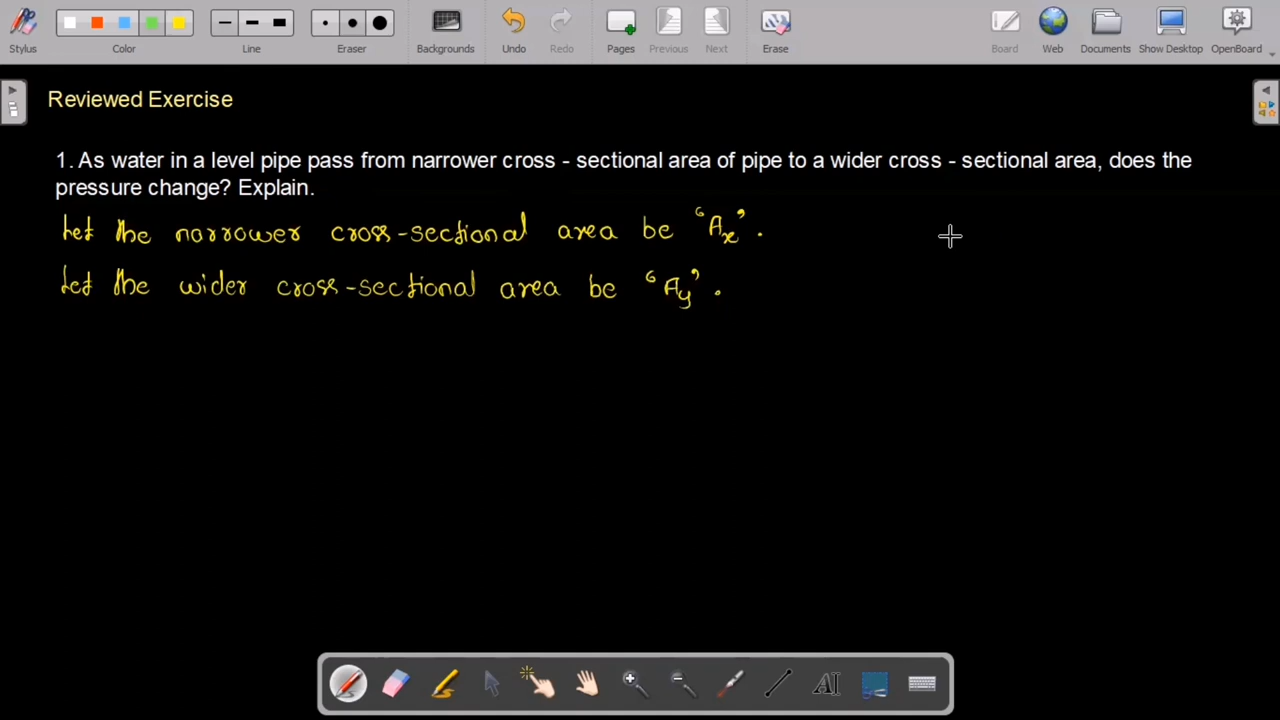 Stylus
Color
Line
Eraser
Backgrounds
Undo
Redo
Pages
Previous
Next
Erase
Board
Web
Documents
Show Desktop
OpenBoard
Reviewed Exercise
1. As water in a level pipe pass from narrower cross - sectional area of pipe to a wider cross - sectional area, does the
pressure change? Explain.
Let the narrower cross-sectional area be ‘Aₓ’.
Let the wider cross-sectional area be ‘Ay’.
AI